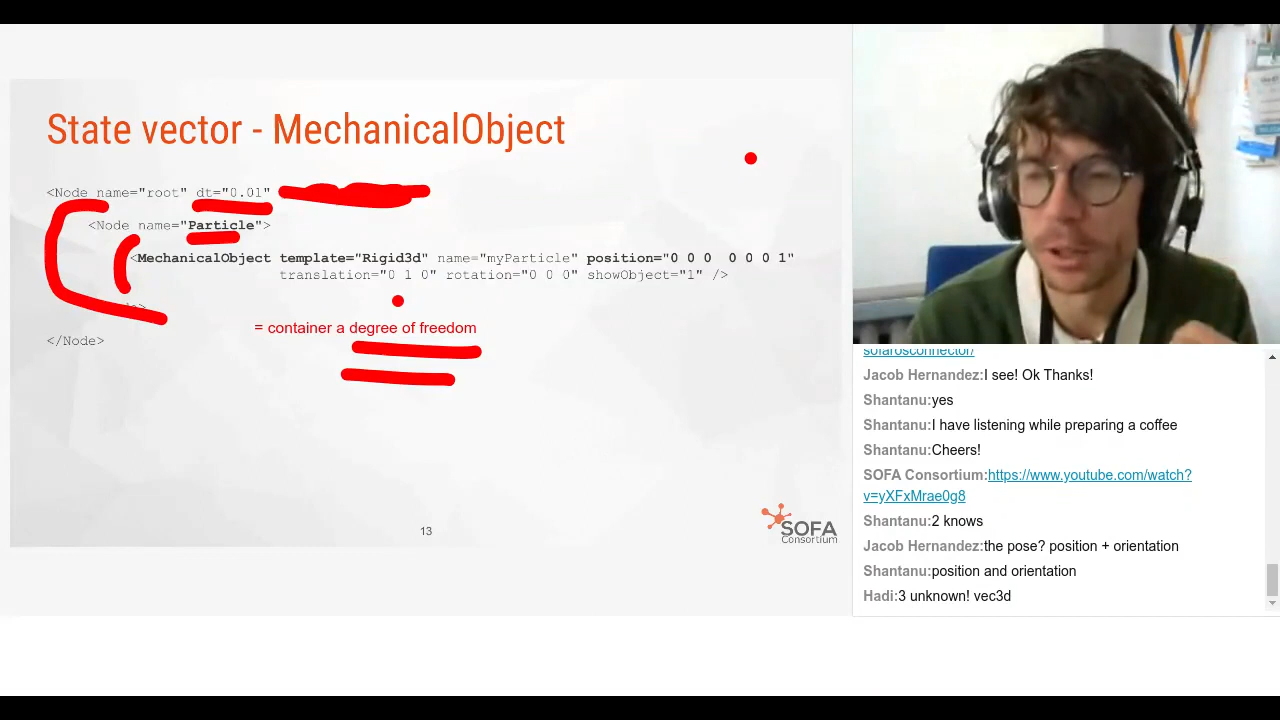 State vector - MechanicalObject
<Node name="root" dt="0.01"
<Node name="Particle">
<MechanicalObject template="Rigid3d" name="myParticle" position="0 0 0  0 0 0 1"
translation="0 1 0" rotation="0 0 0" showObject="1" />
= container a degree of freedom
</Node>
13
SOFA
Consortium
sofarosconnector/
Jacob Hernandez:I see! Ok Thanks!
Shantanu:yes
Shantanu:I have listening while preparing a coffee
Shantanu:Cheers!
SOFA Consortium:https://www.youtube.com/watch?
v=yXFxMrae0g8
Shantanu:2 knows
Jacob Hernandez:the pose? position + orientation
Shantanu:position and orientation
Hadi:3 unknown! vec3d